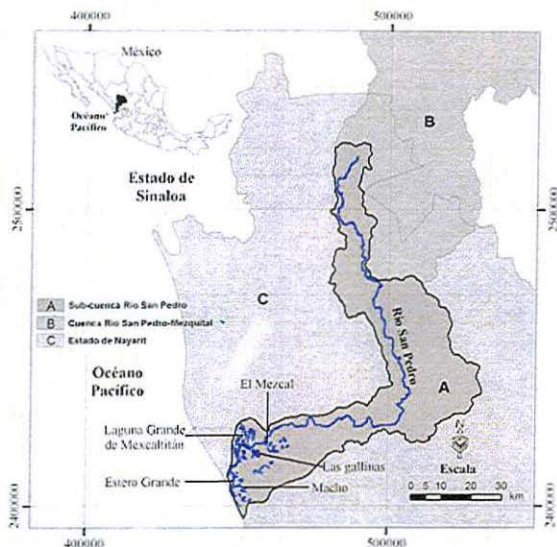 400000
500000
México
Océano
Pacífico
B
Estado de
Sinaloa
2500000
2500000
A Sub-cuenca Río San Pedro
B Cuenca Río San Pedro-Mezquital
C Estado de Nayarit
C
Río San Pedro
Océano
Pacífico
El Mezcal
A
Laguna Grande
de Mexcaltitán
N
Las gallinas
Escala
Estero Grande
Macho
0 5 10 20 30
km
2400000
2400000
400000
500000